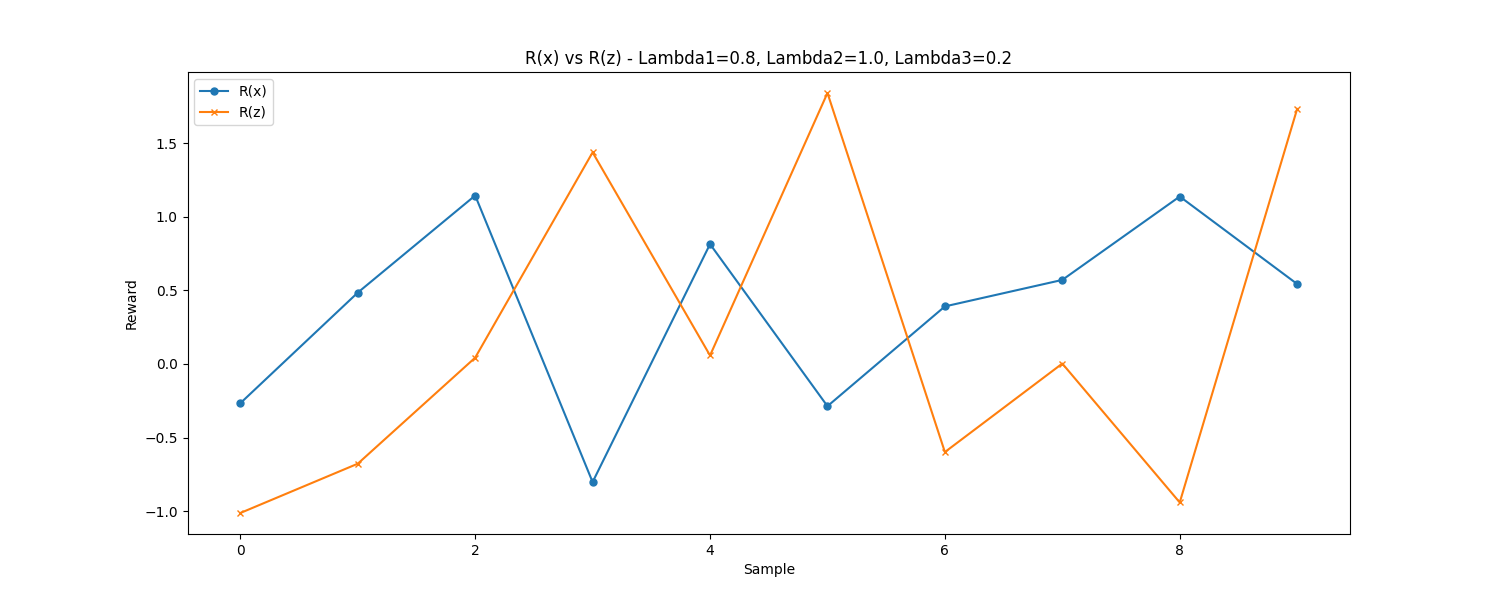 R(x) vs R(z) - Lambda1=0.8, Lambda2=1.0, Lambda3=0.2
R(x)
R(z)
1.5
1.0
0.5
0.0
−0.5
−1.0
Reward
0 2 4 6 8
Sample